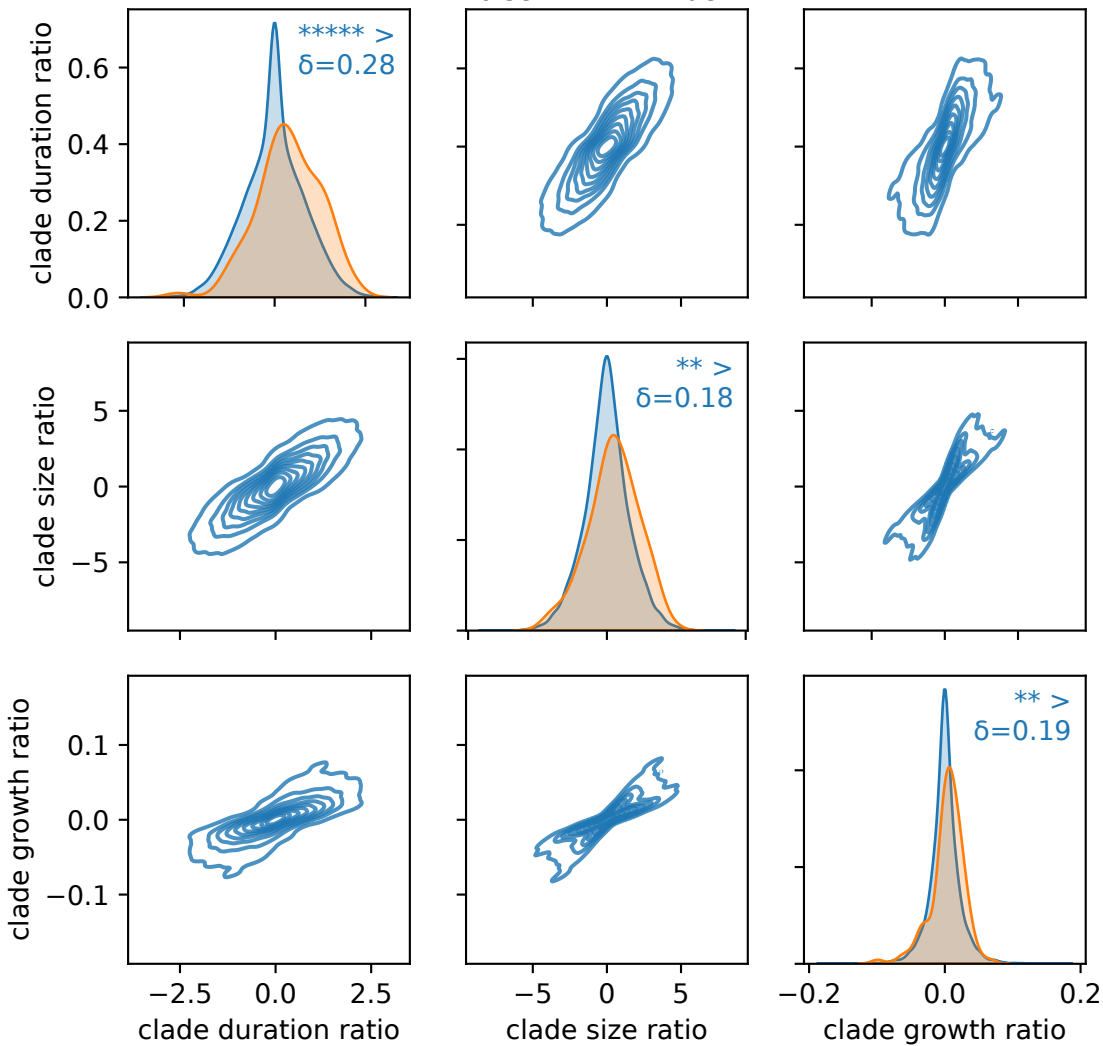 clade duration ratio
0.6
0.4
0.2
0.0
***** >
δ=0.28
clade size ratio
5
0
−5
** >
δ=0.18
clade growth ratio
0.1
0.0
−0.1
** >
δ=0.19
−2.5 0.0 2.5
−5 0 5
−0.2 0.0 0.2
clade duration ratio
clade size ratio
clade growth ratio